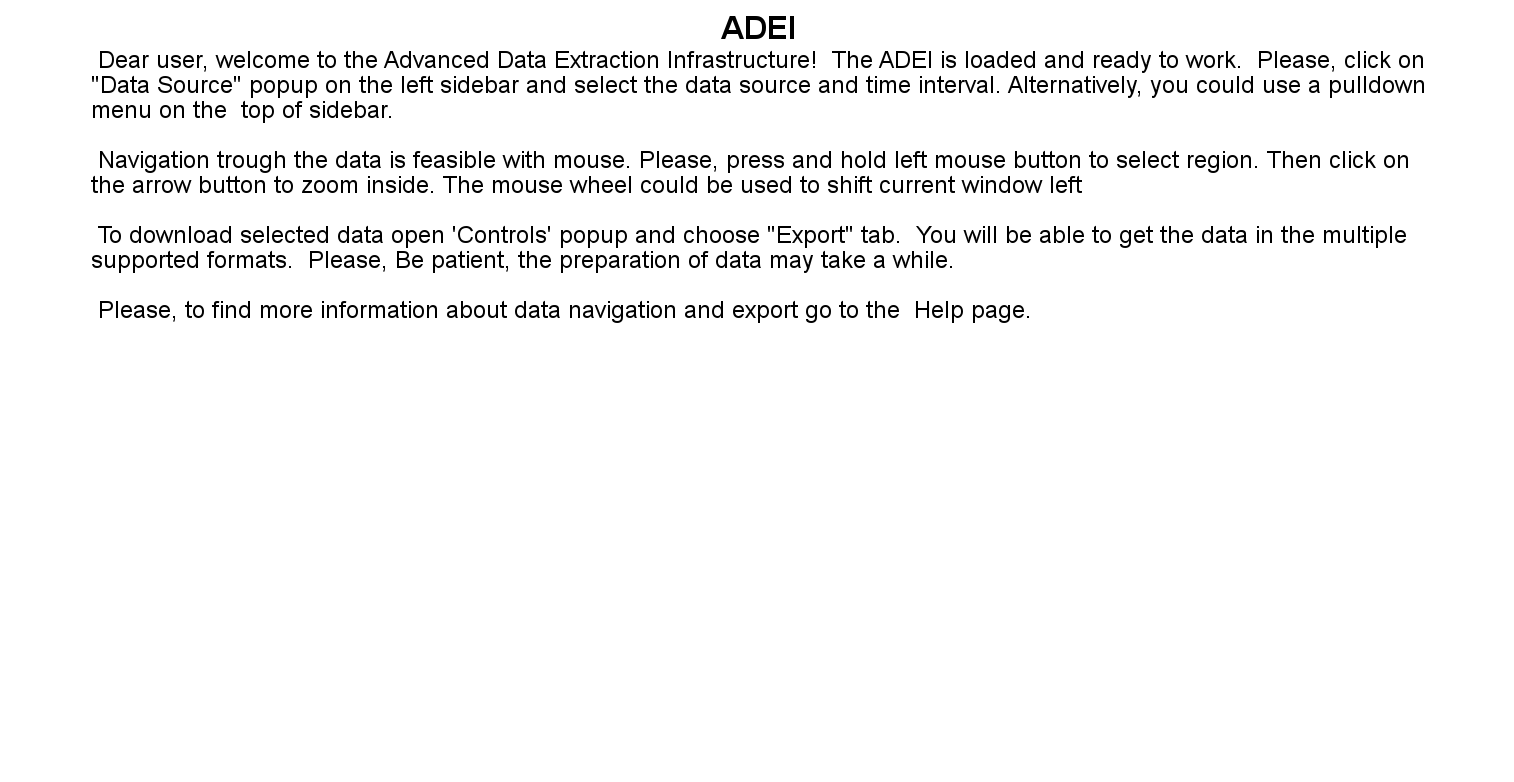 ADEI
Dear user, welcome to the Advanced Data Extraction Infrastructure!  The ADEI is loaded and ready to work.  Please, click on
"Data Source" popup on the left sidebar and select the data source and time interval. Alternatively, you could use a pulldown
menu on the  top of sidebar.
Navigation trough the data is feasible with mouse. Please, press and hold left mouse button to select region. Then click on
the arrow button to zoom inside. The mouse wheel could be used to shift current window left
To download selected data open 'Controls' popup and choose "Export" tab.  You will be able to get the data in the multiple
supported formats.  Please, Be patient, the preparation of data may take a while.
Please, to find more information about data navigation and export go to the  Help page.